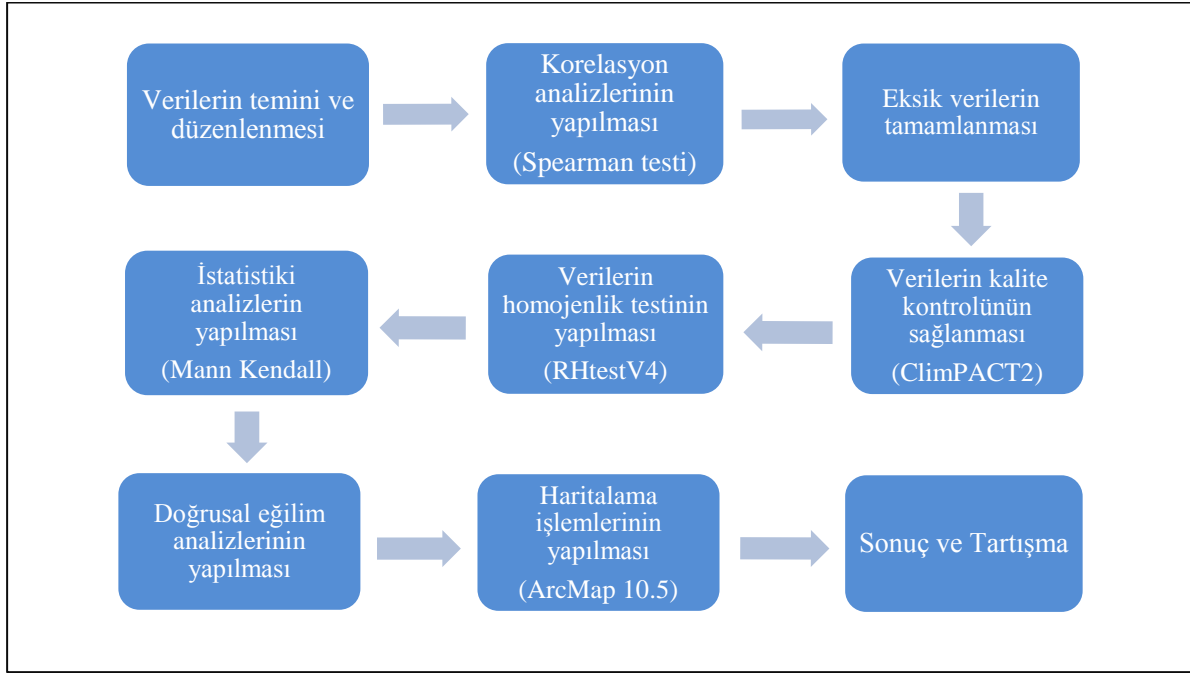 Verilerin temini ve
düzenlenmesi
Korelasyon
analizlerinin
yapılması
(Spearman testi)
Eksik verilerin
tamamlanması
Verilerin kalite
kontrolünün
sağlanması
(ClimPACT2)
Verilerin
homojenlik testinin
yapılması
(RHtestV4)
İstatistiki
analizlerin
yapılması
(Mann Kendall)
Doğrusal eğilim
analizlerinin
yapılması
Haritalama
işlemlerinin
yapılması
(ArcMap 10.5)
Sonuç ve Tartışma